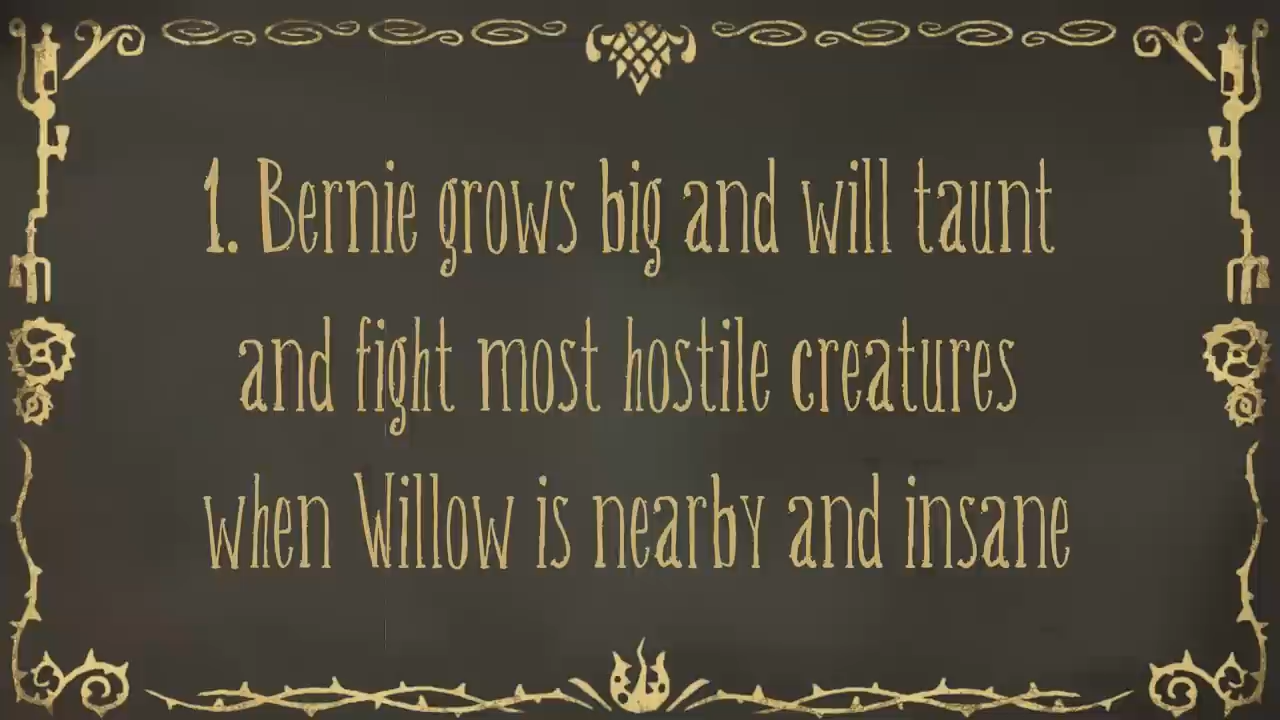 1. Bernie grows big and will taunt
and fight most hostile creatures
when Willow is nearby and insane